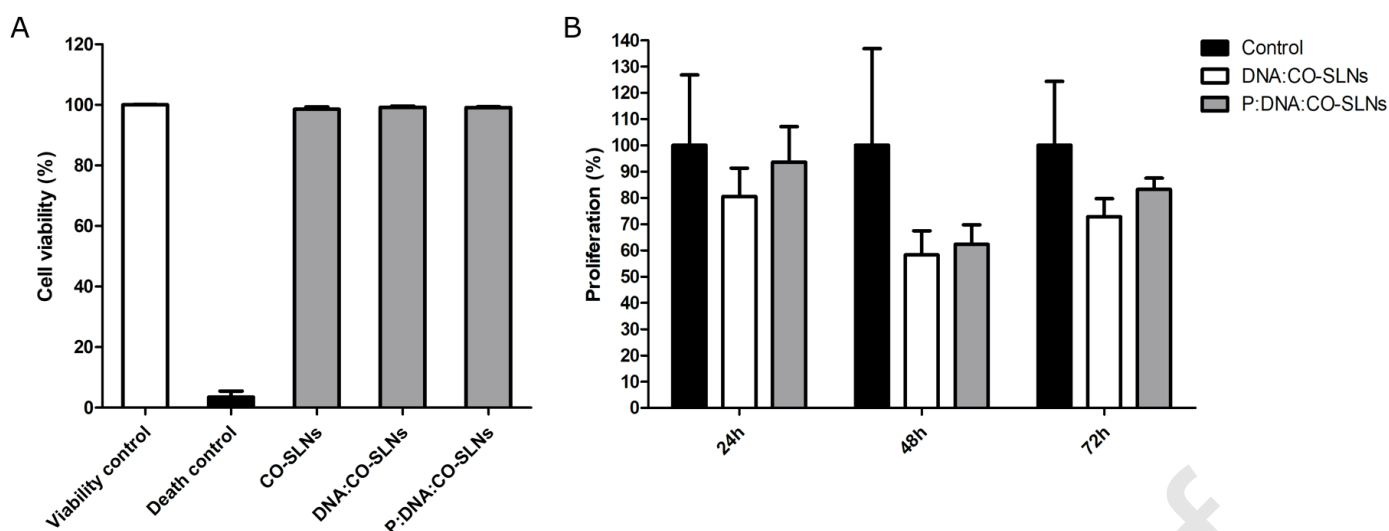 A
Cell viability (%)
120
100
80
60
40
20
0
Viability control
Death control
CO-SLNs
DNA:CO-SLNs
P:DNA:CO-SLNs
B
Proliferation (%)
140
130
120
110
100
90
80
70
60
50
40
30
20
10
0
24h
48h
72h
Control
DNA:CO-SLNs
P:DNA:CO-SLNs
f